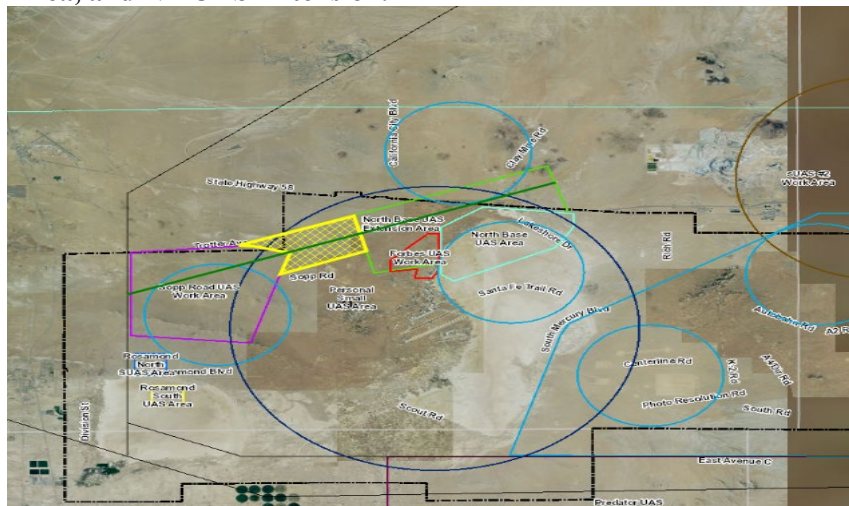 California City Blvd
Clay Mine Rd
State Highway 58
SUAS #2
Work Area
North Base UAS
Extension Area
North Base
UAS Area
Lakeshore Dr
Trotter Ave
Forbes UAS
Work Area
Rich Rd
Sopp Rd
Sopp Road UAS
Work Area
Personal
Small
UAS Area
Santa Fe Trail Rd
South Mercury Blvd
Rosamond
North
SUAS Area
mond Blvd
Centerline Rd
Rosamond
South
UAS Area
Photo Resolution Rd
South Rd
Scout Rd
Division St
East Avenue C
Predator UAS